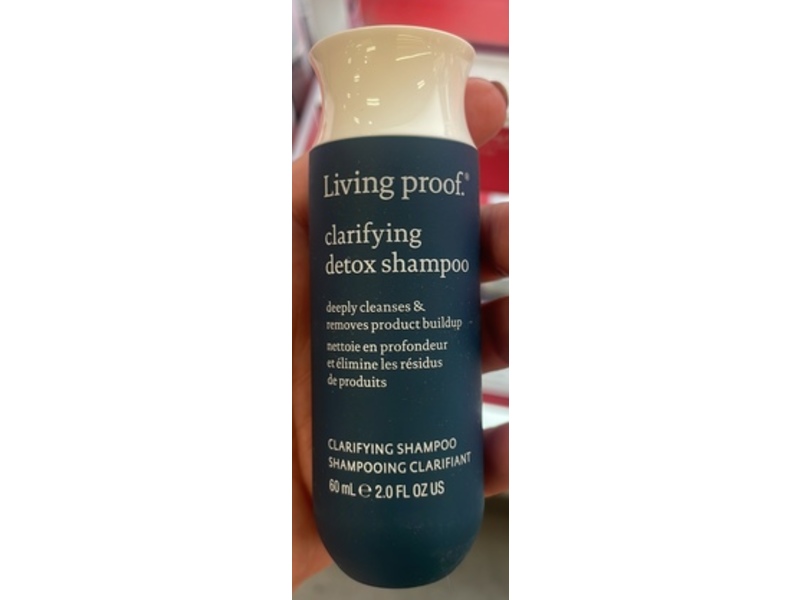 Living proof.®
clarifying
detox shampoo
deeply cleanses &
removes product buildup
nettoie en profondeur
et élimine les résidus
de produits
CLARIFYING SHAMPOO
SHAMPOOING CLARIFIANT
60 mL ℮ 2.0 FL OZ US